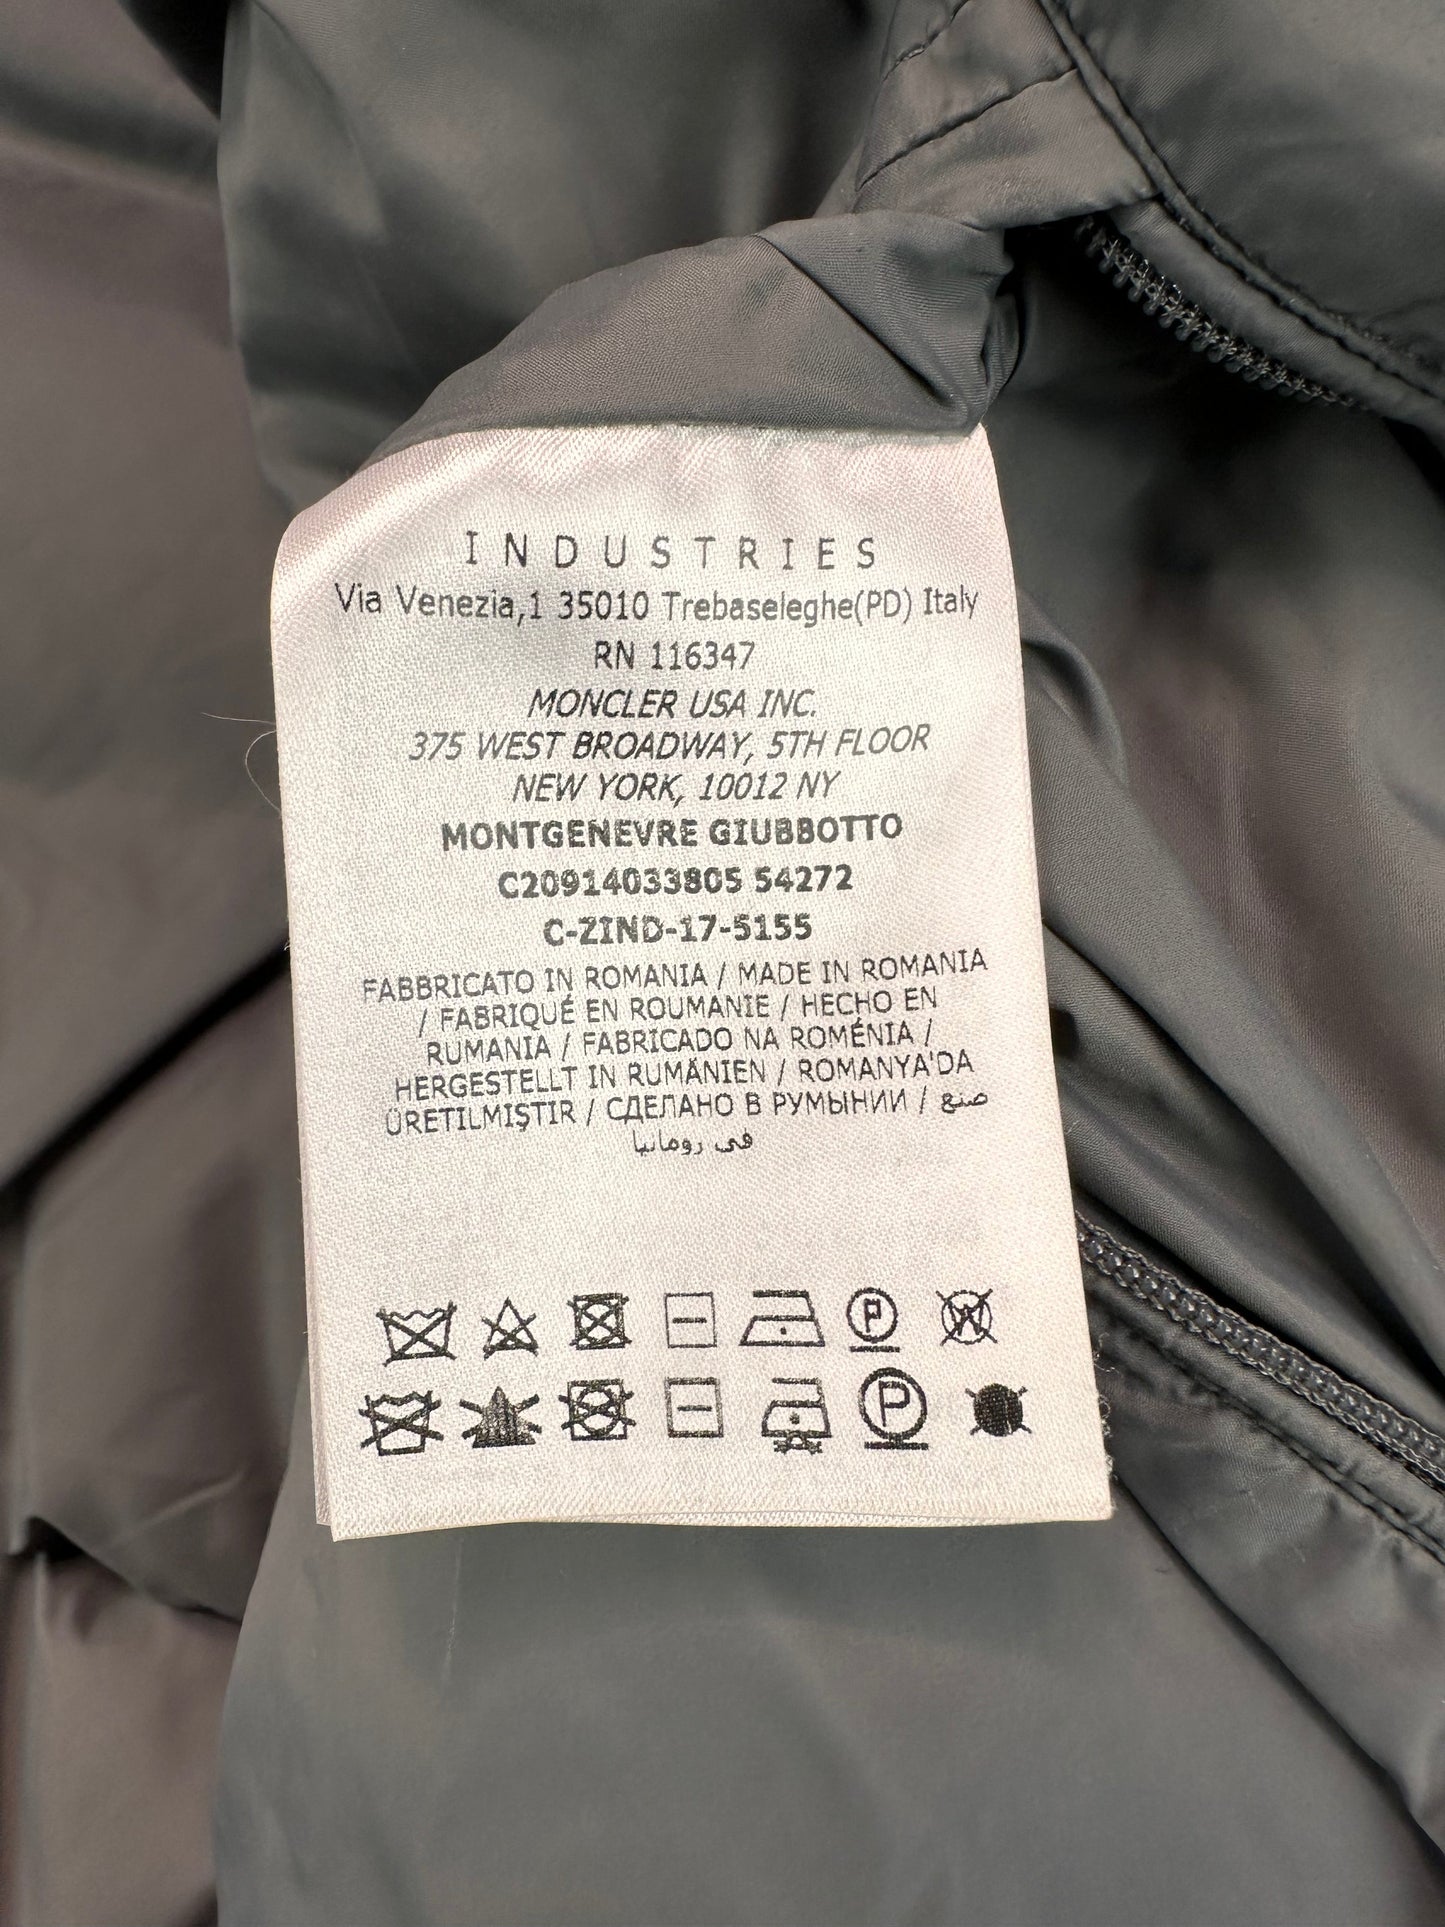 INDUSTRIES
Via Venezia,1 35010 Trebaseleghe(PD) Italy
RN 116347
MONCLER USA INC.
375 WEST BROADWAY, 5TH FLOOR
NEW YORK, 10012 NY
MONTGENEVRE GIUBBOTTO
C20914033805 54272
C-ZIND-17-5155
FABBRICATO IN ROMANIA / MADE IN ROMANIA
/ FABRIQUÉ EN ROUMANIE / HECHO EN
RUMANIA / FABRICADO NA ROMÉNIA /
HERGESTELLT IN RUMÄNIEN / ROMANYA'DA
ÜRETILMIŞTIR / СДЕЛАНО В РУМЫНИИ / صنع
في رومانيا
P W
P